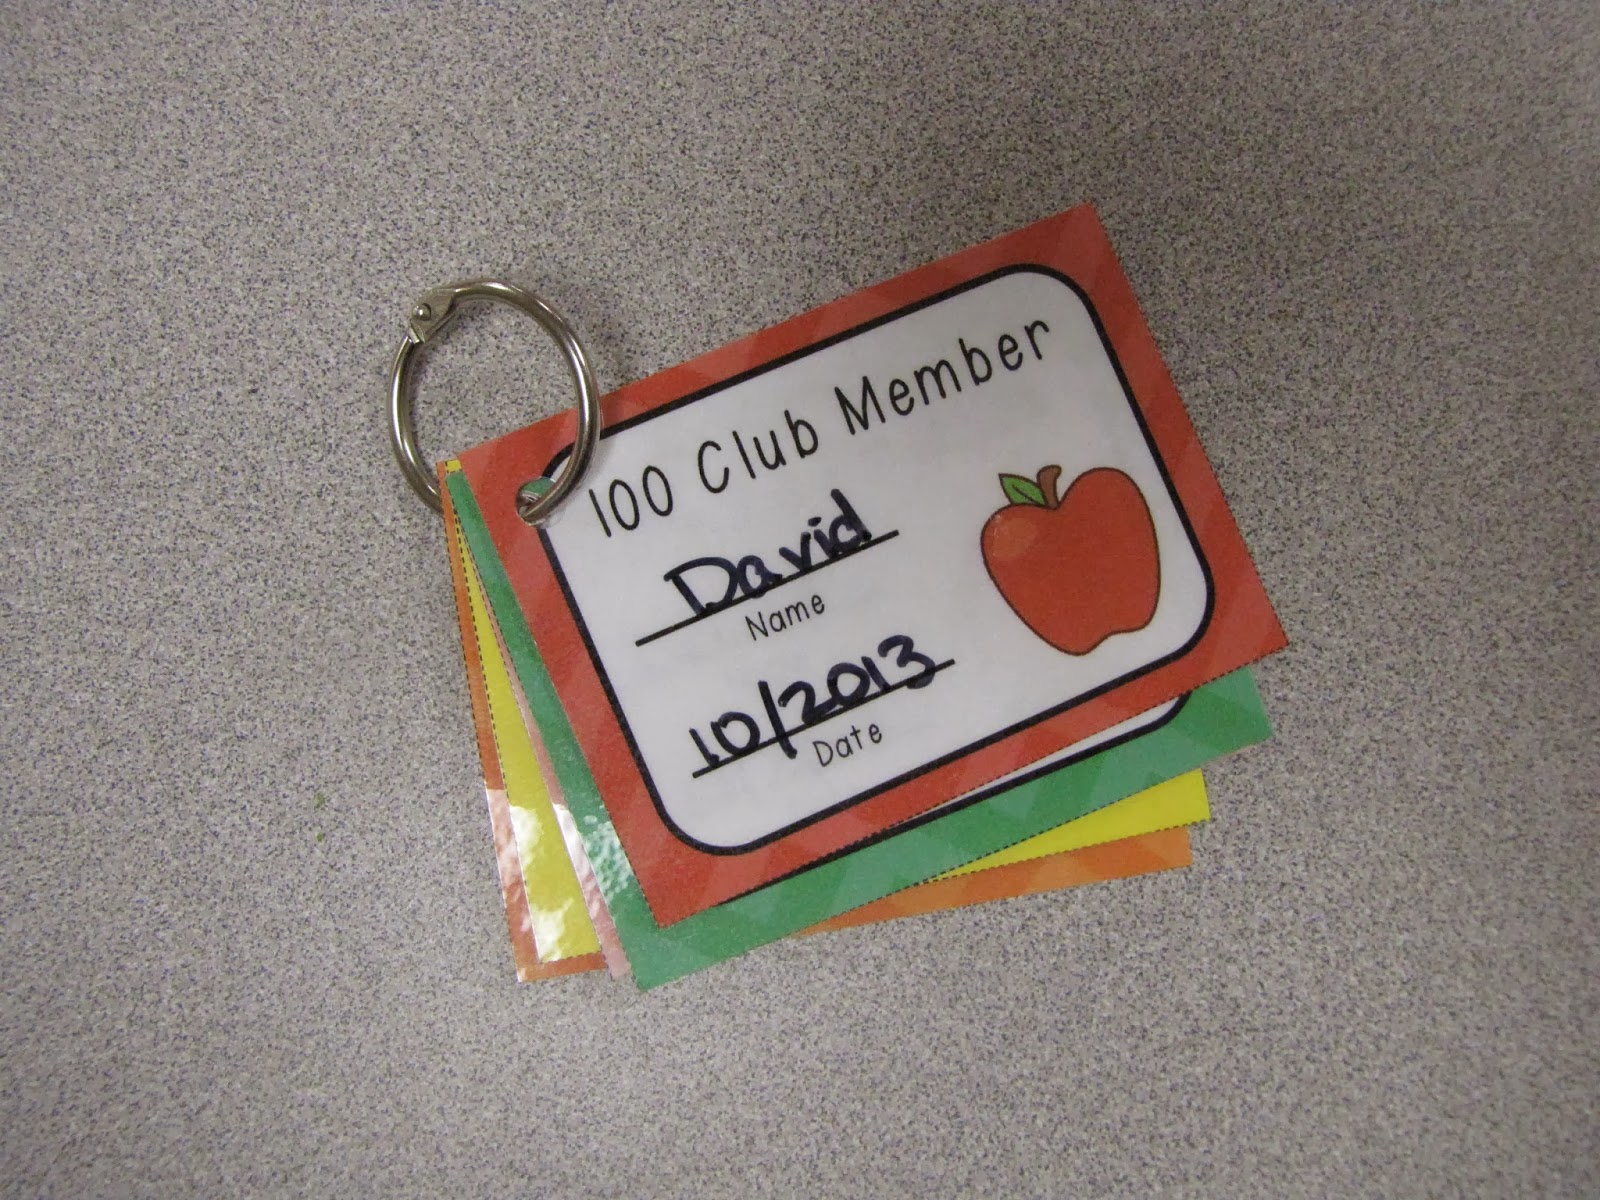 100 Club Member
David
Name
10/2013
Date